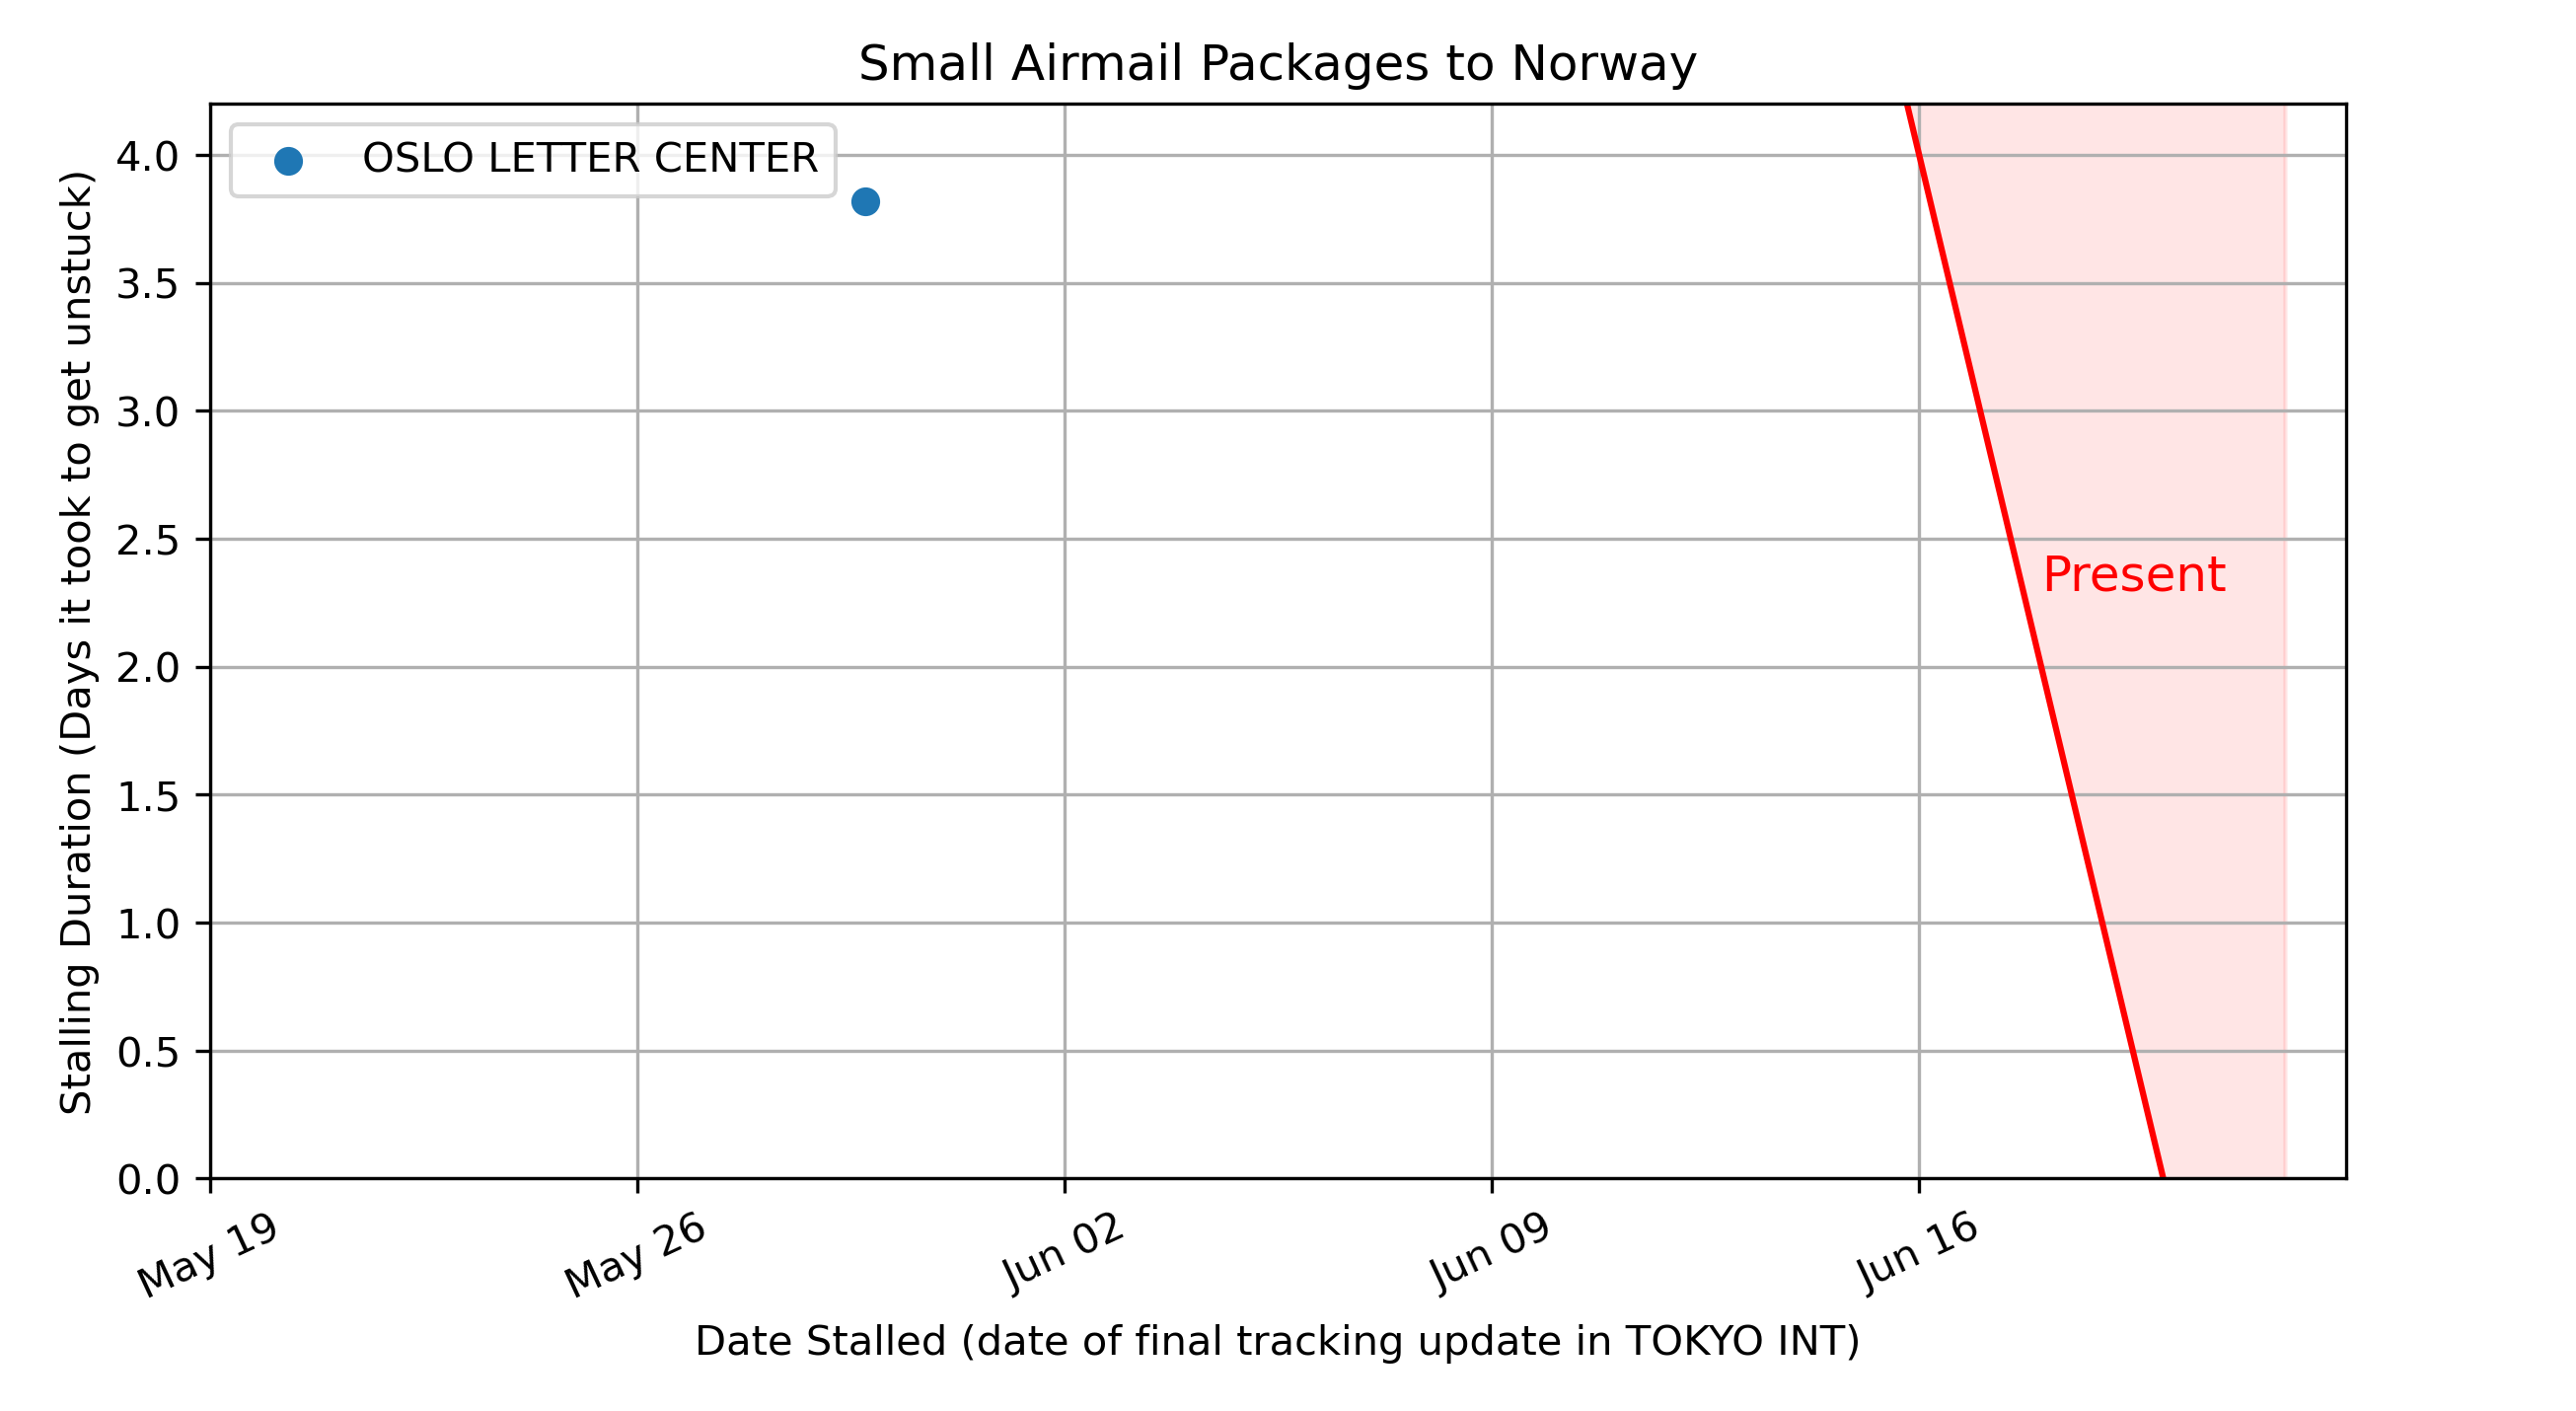 Small Airmail Packages to Norway
OSLO LETTER CENTER
Stalling Duration (Days it took to get unstuck)
4.0
3.5
3.0
2.5
2.0
1.5
1.0
0.5
0.0
Present
May 19
May 26
Jun 02
Jun 09
Jun 16
Date Stalled (date of final tracking update in TOKYO INT)